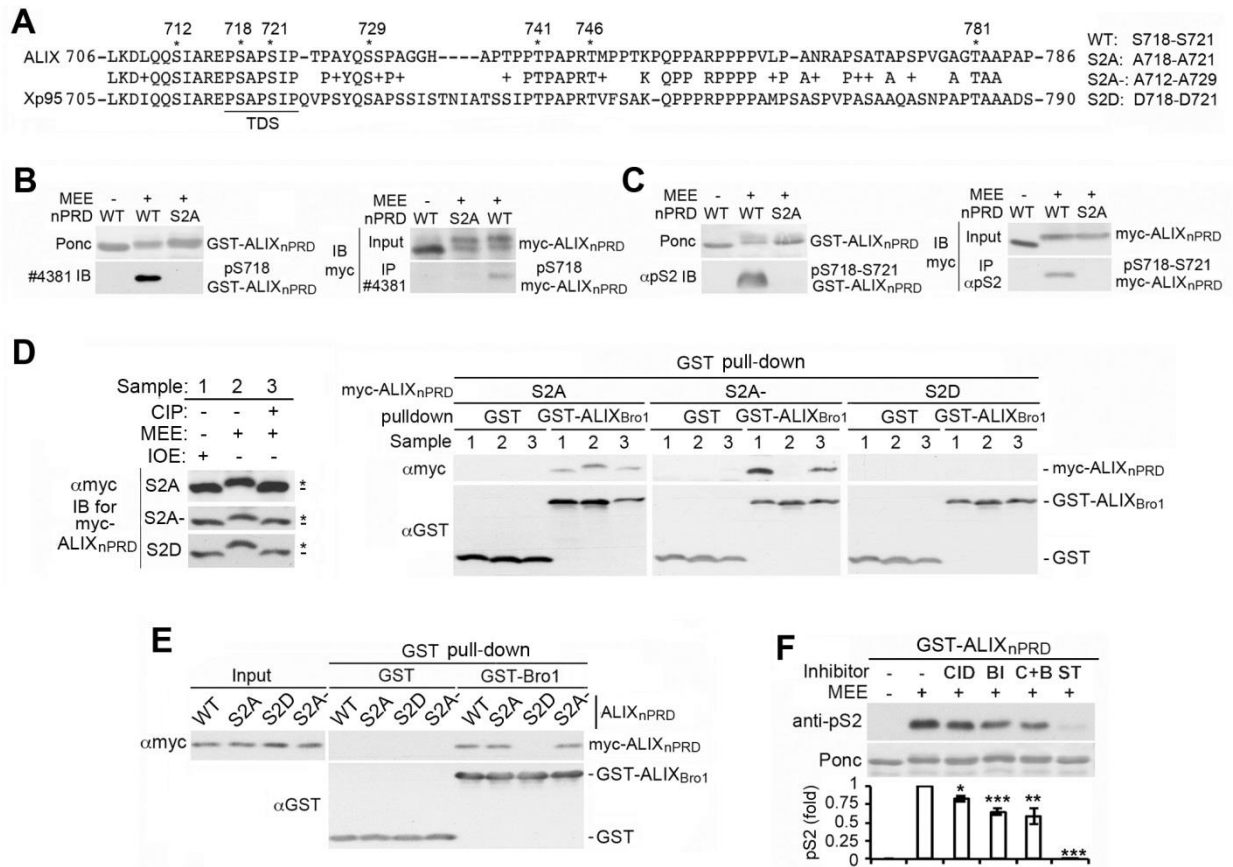 A
712 718 721 729 741 746 781
* * * * * * *
ALIX 706-LKDLQQSIAREPSAPSIP-TPAYQSSPAGGH----APTPPTPAPRTMPPTKPQPPARPPPPVLP-ANRAPSATAPSPVGAGTAAPAP-786
LKD+QQSIAREPSAPSIP P+YQS+P+ + PPTPAPRT+ K QPP RPPPP +P A+ P++ A A TAA
Xp95 705-LKDIQQSIAREPSAPSIPQVPSYQSAPSSISTNIATSSIPTPAPRTVFSAK-QPPPRPPPPAMPSASPVPASAAQASNPAPTAAADS-790
TDS
WT: S718-S721
S2A: A718-A721
S2A-: A712-A729
S2D: D718-D721
B
MEE - + +
nPRD WT WT S2A
Ponc GST-ALIXnPRD
#4381 IB pS718 GST-ALIXnPRD
MEE - + +
nPRD WT S2A WT
IB myc
Input myc-ALIXnPRD
IP #4381 pS718 myc-ALIXnPRD
C
MEE - + +
nPRD WT WT S2A
Ponc GST-ALIXnPRD
αpS2 IB pS718-S721 GST-ALIXnPRD
MEE - + +
nPRD WT WT S2A
IB myc
Input myc-ALIXnPRD
IP αpS2 pS718-S721 myc-ALIXnPRD
D
Sample: 1 2 3
CIP: - - +
MEE: - + +
IOE: + - -
αmyc IB for myc-ALIXnPRD
S2A *
S2A- *
S2D *
GST pull-down
myc-ALIXnPRD S2A S2A- S2D
pulldown GST GST-ALIXBro1 GST GST-ALIXBro1 GST GST-ALIXBro1
Sample 1 2 3 1 2 3 1 2 3 1 2 3 1 2 3 1 2 3
αmyc - myc-ALIXnPRD
αGST - GST-ALIXBro1
- GST
E
GST pull-down
Input GST GST-Bro1
WT S2A S2D S2A- WT S2A S2D S2A- WT S2A S2D S2A- ALIXnPRD
αmyc myc-ALIXnPRD
αGST -GST-ALIXBro1
-GST
F
GST-ALIXnPRD
Inhibitor - - CID BI C+B ST
MEE - + + + + +
anti-pS2
Ponc
pS2 (fold)
1
0.75
0.5
0.25
0
* *** ** ***